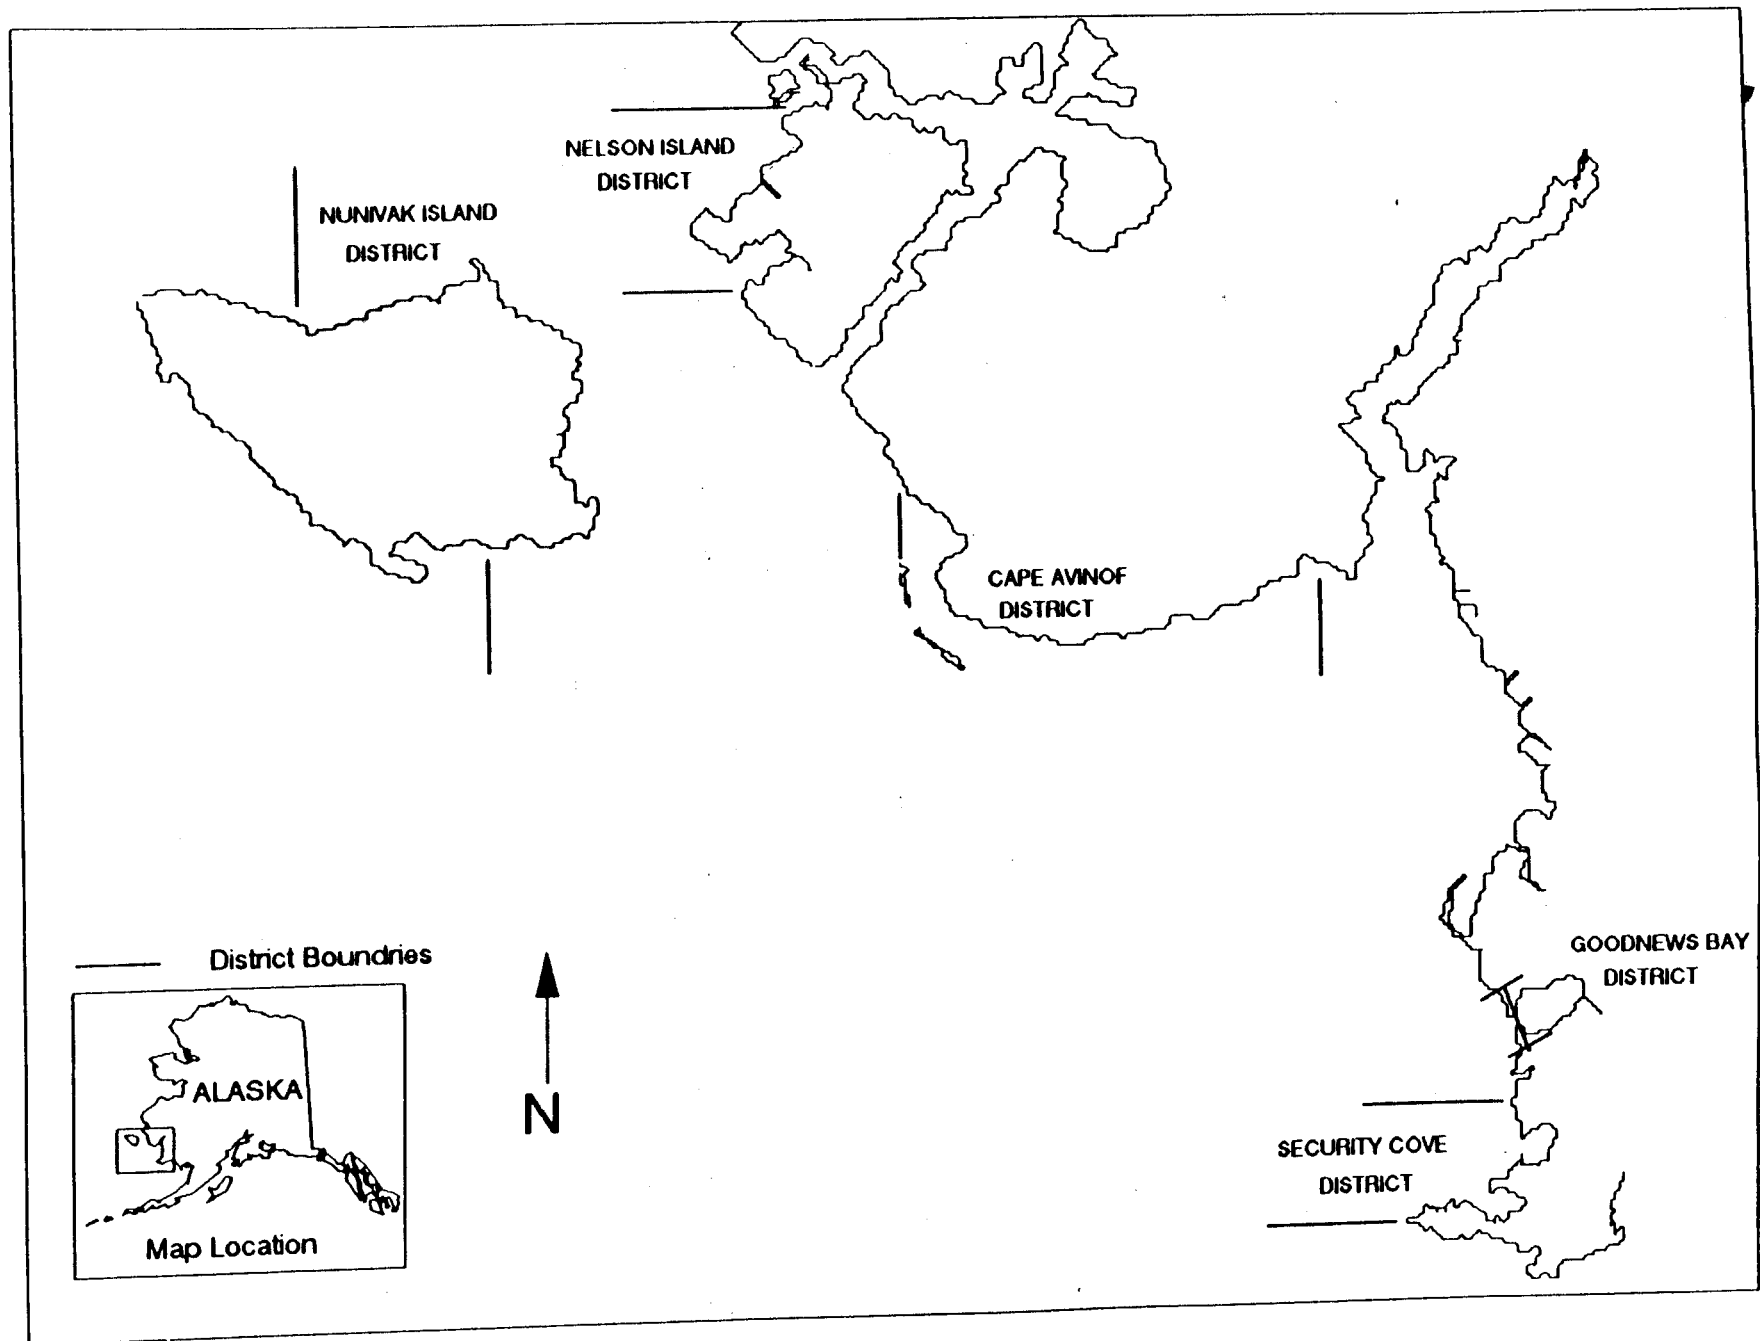 NELSON ISLAND
DISTRICT
NUNIVAK ISLAND
DISTRICT
CAPE AVINOF
DISTRICT
GOODNEWS BAY
DISTRICT
District Boundries
ALASKA
Map Location
N
SECURITY COVE
DISTRICT